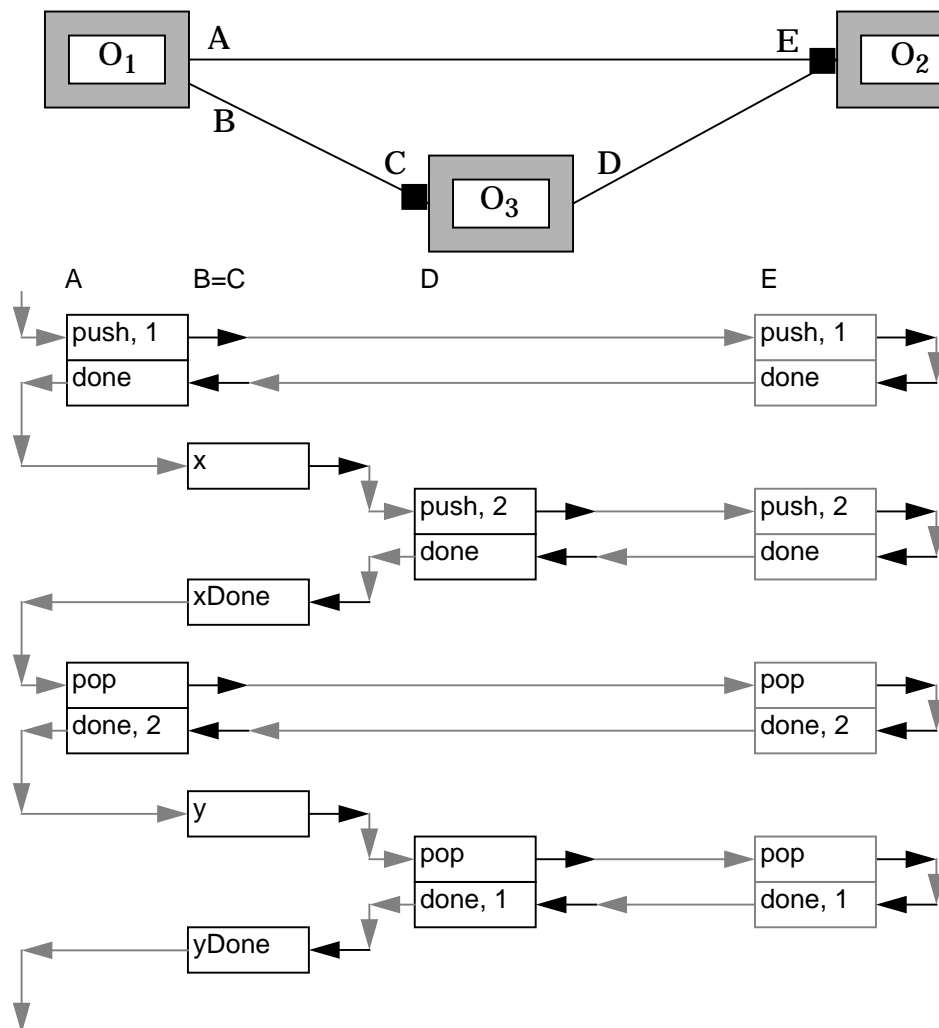 O1 A E O2
B
C D
O3
A B=C D E
push, 1 push, 1
done done
x
push, 2 push, 2
done done
xDone
pop pop
done, 2 done, 2
y
pop pop
done, 1 done, 1
yDone